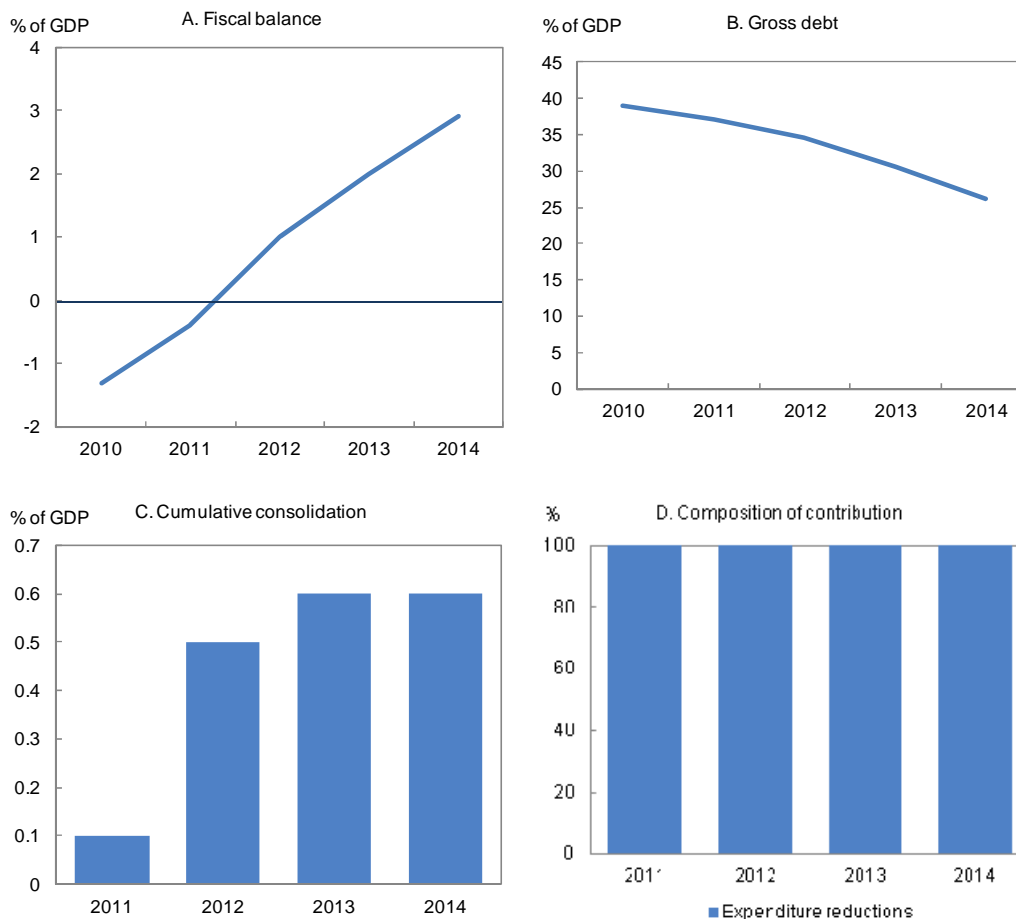 % of GDP
A. Fiscal balance
4
3
2
1
0
-1
-2
2010 2011 2012 2013 2014
% of GDP
B. Gross debt
45
40
35
30
25
20
15
10
5
0
2010 2011 2012 2013 2014
% of GDP
C. Cumulative consolidation
0.7
0.6
0.5
0.4
0.3
0.2
0.1
0
2011 2012 2013 2014
%
D. Composition of contribution
100
80
60
40
20
0
2011 2012 2013 2014
Expenditure reductions